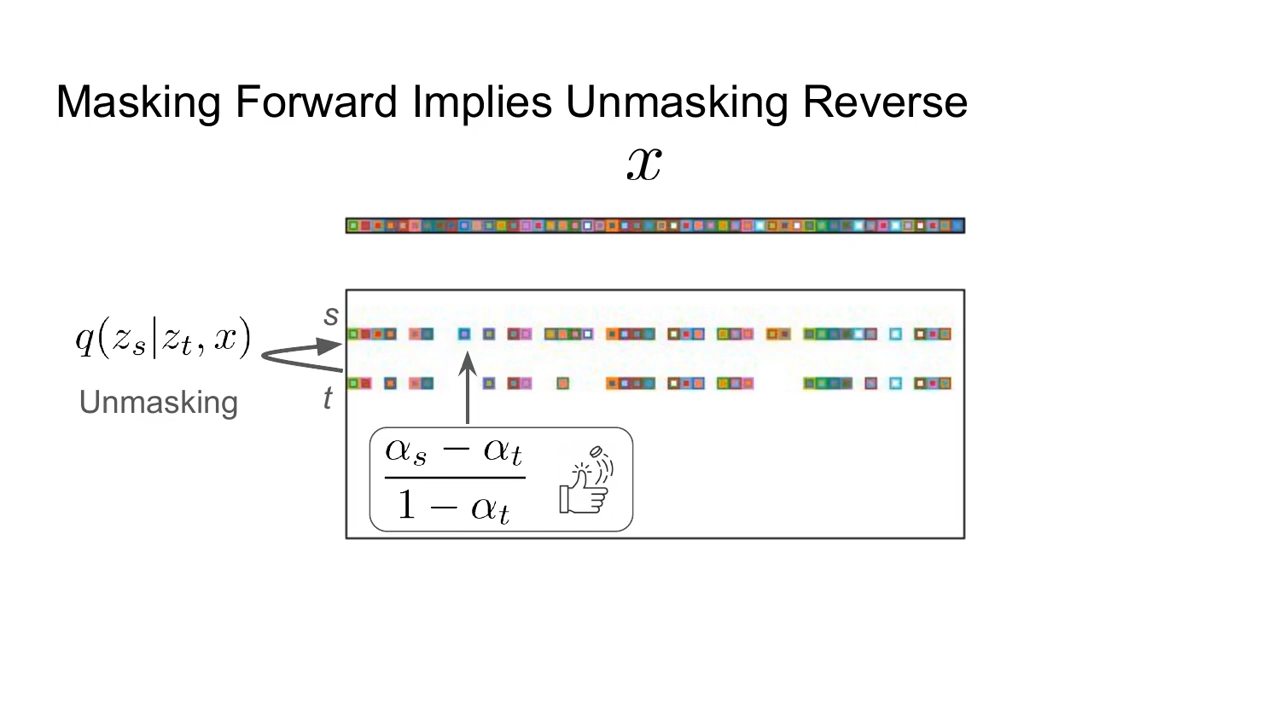 Masking Forward Implies Unmasking Reverse
x
s
q(z_s|z_t, x)
Unmasking
t
α_s − α_t
1 − α_t